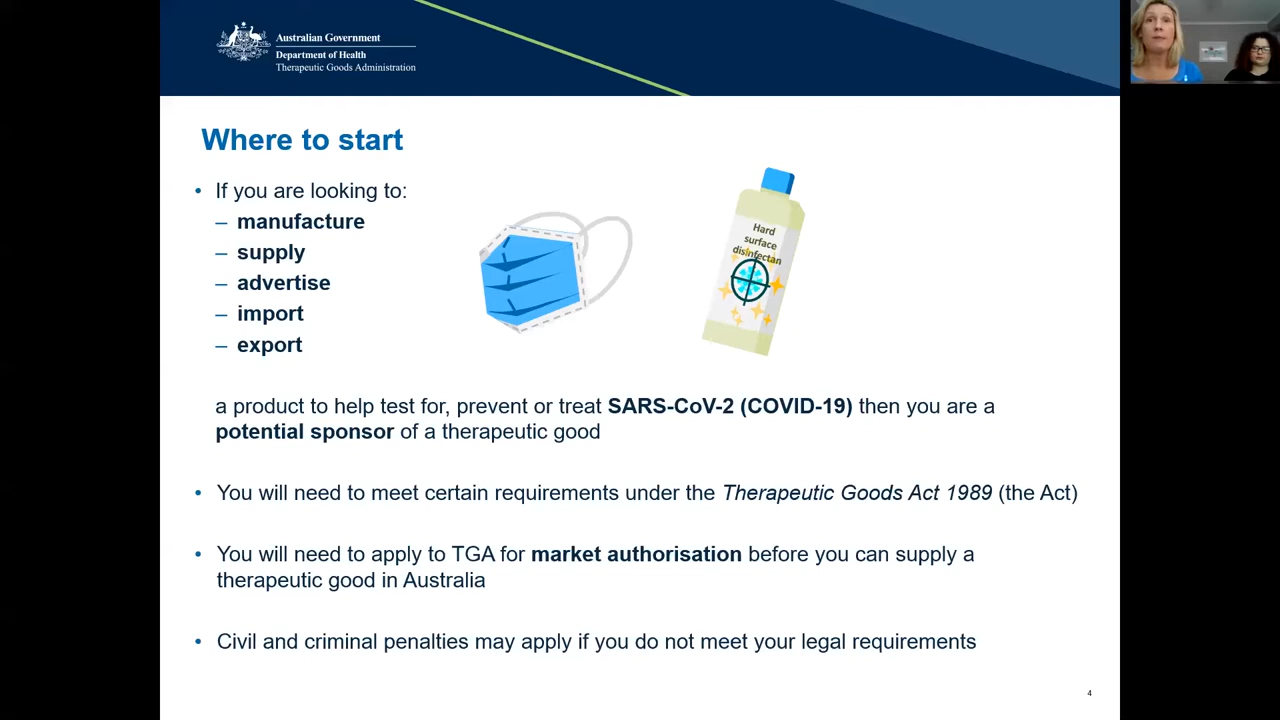 Australian Government
Department of Health
Therapeutic Goods Administration
Where to start
• If you are looking to:
– manufacture
– supply
– advertise
– import
– export
Hard
surface
disinfectan
a product to help test for, prevent or treat SARS-CoV-2 (COVID-19) then you are a
potential sponsor of a therapeutic good
• You will need to meet certain requirements under the Therapeutic Goods Act 1989 (the Act)
• You will need to apply to TGA for market authorisation before you can supply a
therapeutic good in Australia
• Civil and criminal penalties may apply if you do not meet your legal requirements
4